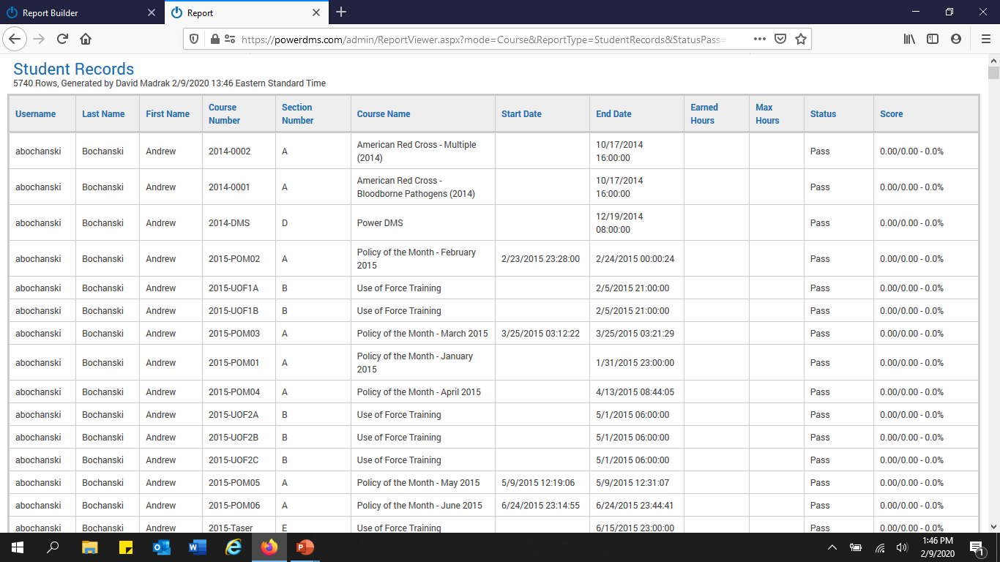 Report Builder
Report
https://powerdms.com/admin/ReportViewer.aspx?mode=Course&ReportType=StudentRecords&StatusPass=
Student Records
5740 Rows, Generated by David Madrak 2/9/2020 13:46 Eastern Standard Time
Username Last Name First Name Course Number Section Number Course Name Start Date End Date Earned Hours Max Hours Status Score
abochanski Bochanski Andrew 2014-0002 A American Red Cross - Multiple (2014) 10/17/2014 16:00:00 Pass 0.00/0.00 - 0.0%
abochanski Bochanski Andrew 2014-0001 A American Red Cross - Bloodborne Pathogens (2014) 10/17/2014 16:00:00 Pass 0.00/0.00 - 0.0%
abochanski Bochanski Andrew 2014-DMS D Power DMS 12/19/2014 08:00:00 Pass 0.00/0.00 - 0.0%
abochanski Bochanski Andrew 2015-POM02 A Policy of the Month - February 2015 2/23/2015 23:28:00 2/24/2015 00:00:24 Pass 0.00/0.00 - 0.0%
abochanski Bochanski Andrew 2015-UOF1A B Use of Force Training 2/5/2015 21:00:00 Pass 0.00/0.00 - 0.0%
abochanski Bochanski Andrew 2015-UOF1B B Use of Force Training 2/5/2015 21:00:00 Pass 0.00/0.00 - 0.0%
abochanski Bochanski Andrew 2015-POM03 A Policy of the Month - March 2015 3/25/2015 03:12:22 3/25/2015 03:21:29 Pass 0.00/0.00 - 0.0%
abochanski Bochanski Andrew 2015-POM01 A Policy of the Month - January 2015 1/31/2015 23:00:00 Pass 0.00/0.00 - 0.0%
abochanski Bochanski Andrew 2015-POM04 A Policy of the Month - April 2015 4/13/2015 08:44:05 Pass 0.00/0.00 - 0.0%
abochanski Bochanski Andrew 2015-UOF2A B Use of Force Training 5/1/2015 06:00:00 Pass 0.00/0.00 - 0.0%
abochanski Bochanski Andrew 2015-UOF2B B Use of Force Training 5/1/2015 06:00:00 Pass 0.00/0.00 - 0.0%
abochanski Bochanski Andrew 2015-UOF2C B Use of Force Training 5/1/2015 06:00:00 Pass 0.00/0.00 - 0.0%
abochanski Bochanski Andrew 2015-POM05 A Policy of the Month - May 2015 5/9/2015 12:19:06 5/9/2015 12:31:07 Pass 0.00/0.00 - 0.0%
abochanski Bochanski Andrew 2015-POM06 A Policy of the Month - June 2015 6/24/2015 23:14:55 6/24/2015 23:44:41 Pass 0.00/0.00 - 0.0%
abochanski Bochanski Andrew 2015-Taser E Use of Force Training 6/15/2015 23:00:00 Pass 0.00/0.00 - 0.0%
1:46 PM
2/9/2020
1